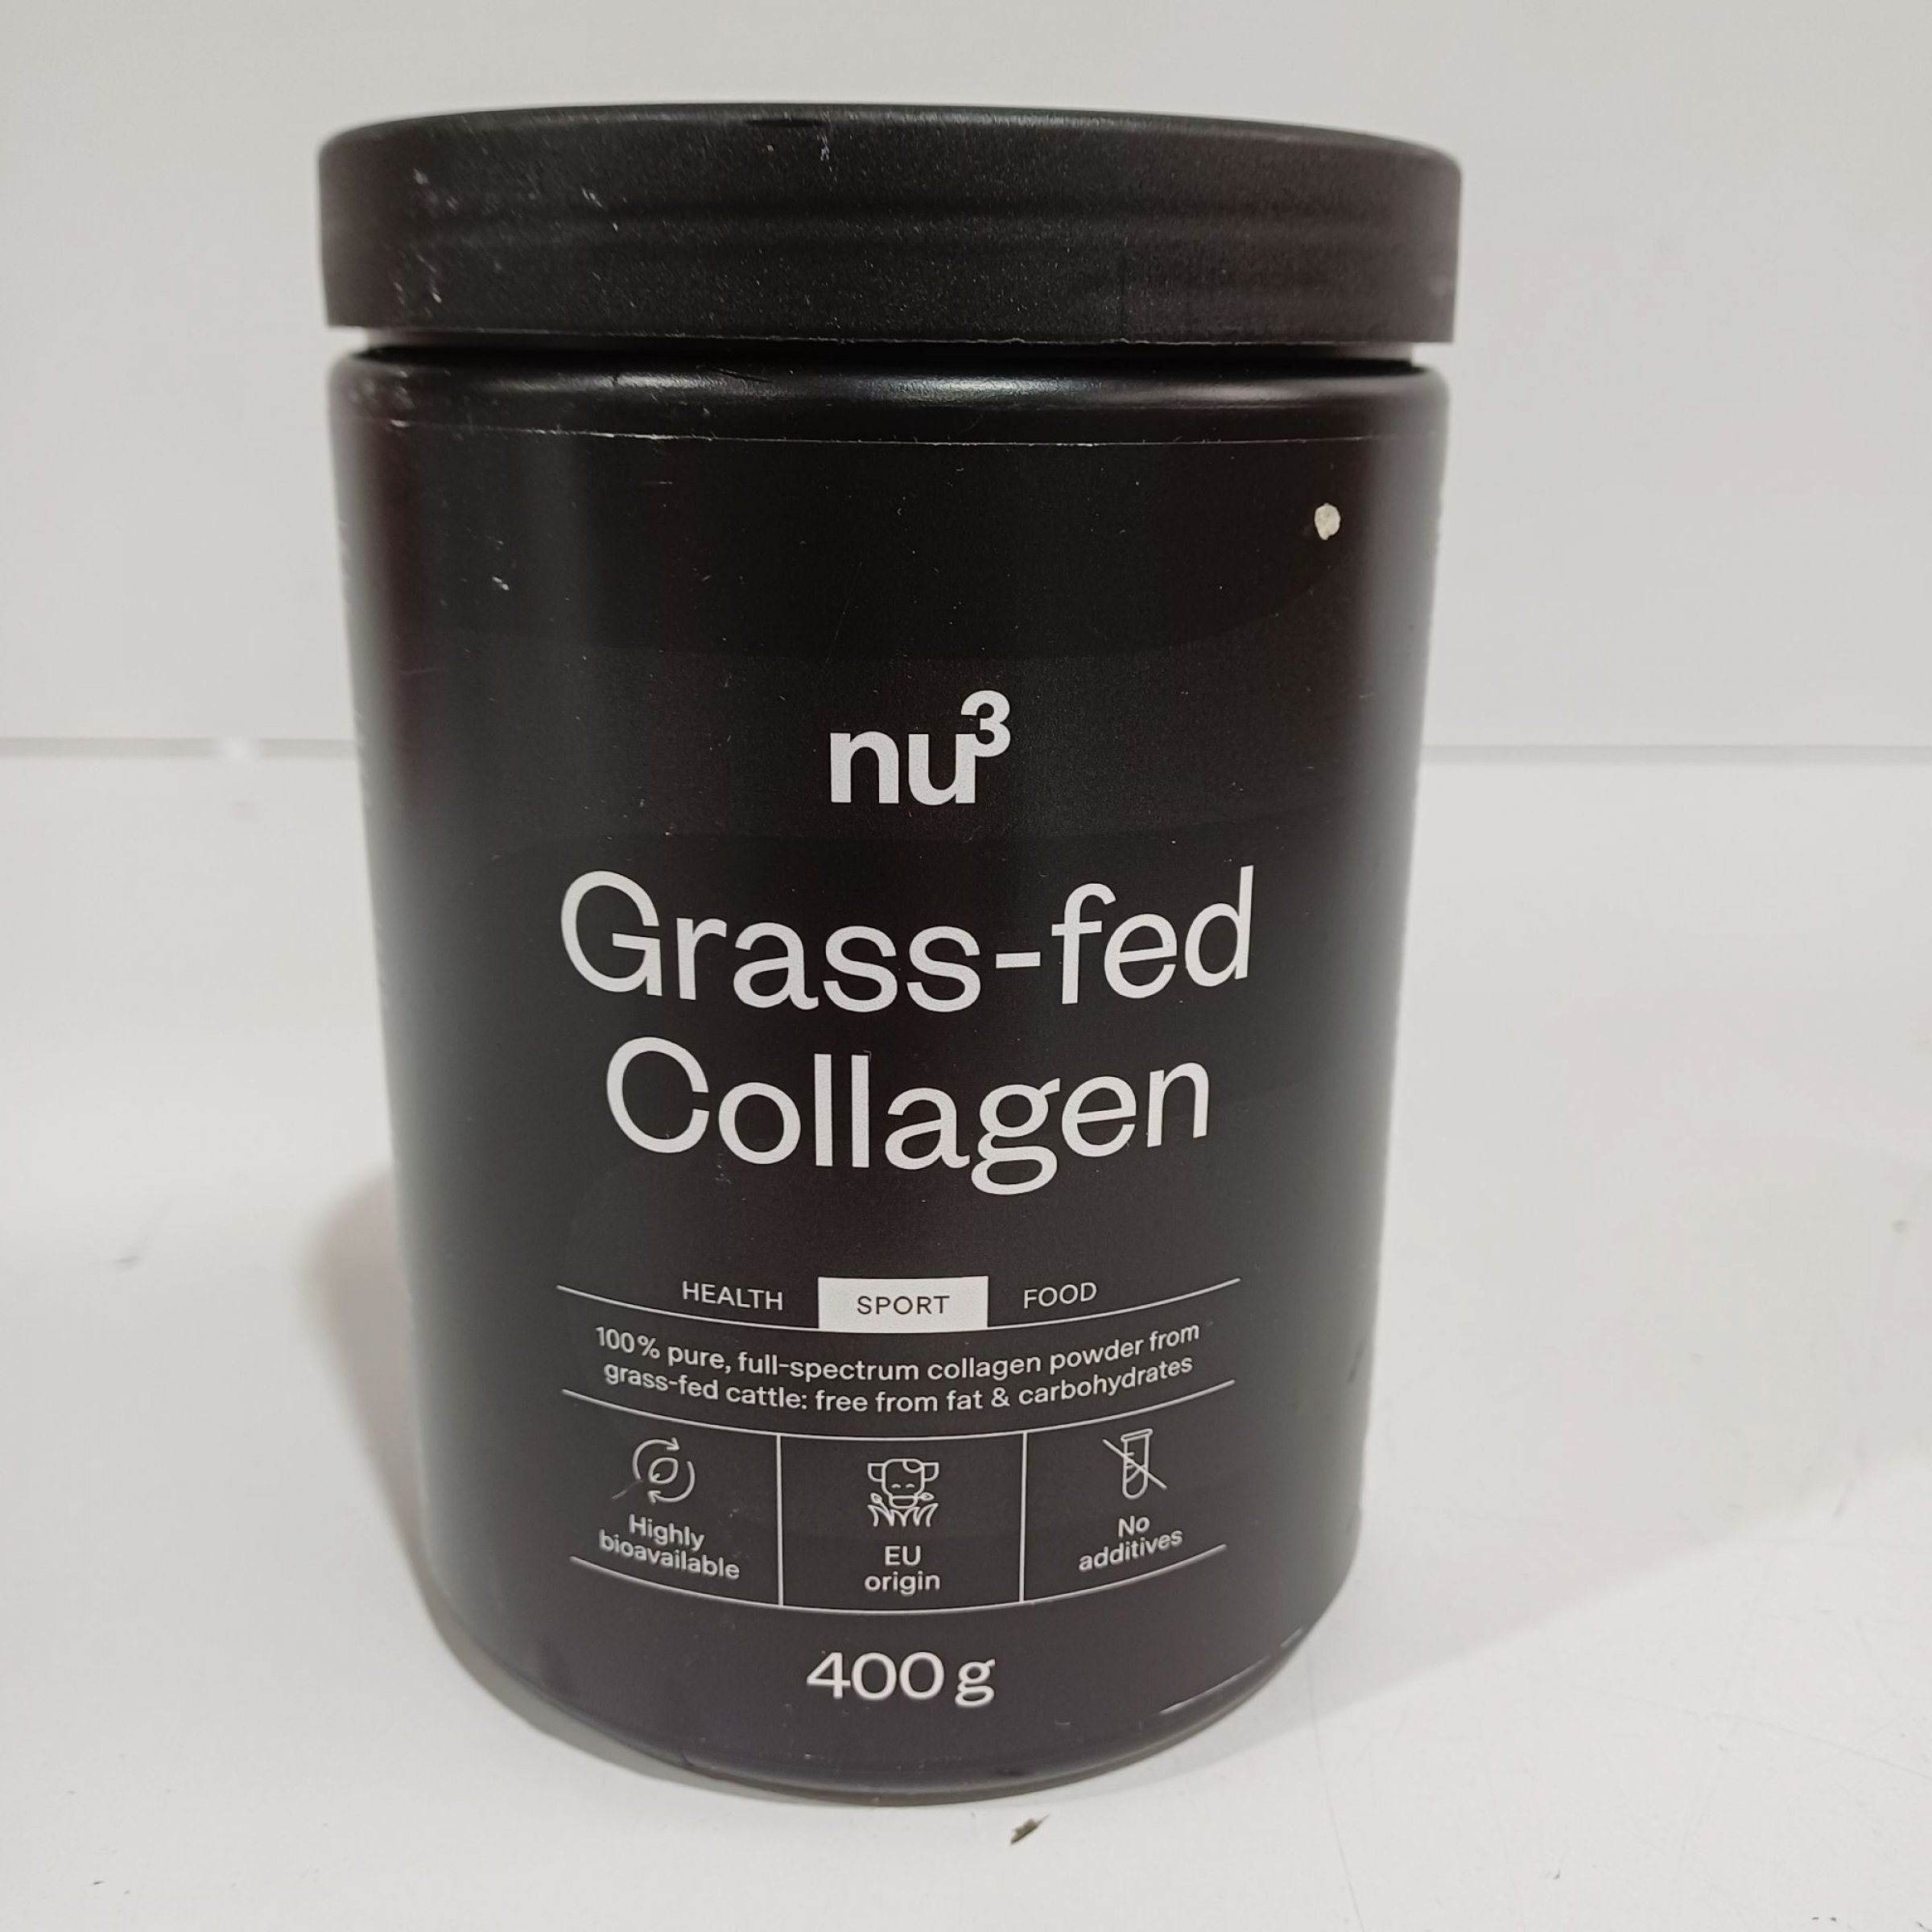 nu³
Grass-fed
Collagen
HEALTH SPORT FOOD
100% pure, full-spectrum collagen powder from
grass-fed cattle: free from fat & carbohydrates
Highly
bioavailable
EU
origin
No
additives
400 g